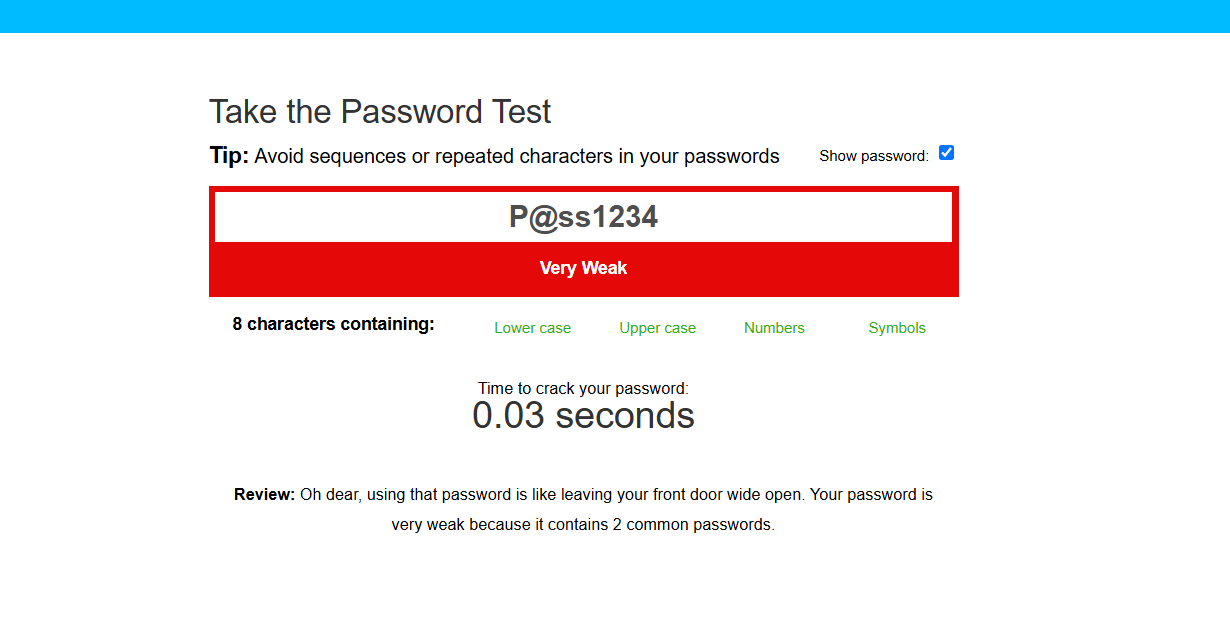 Take the Password Test
Tip: Avoid sequences or repeated characters in your passwords Show password:
P@ss1234
Very Weak
8 characters containing: Lower case Upper case Numbers Symbols
Time to crack your password:
0.03 seconds
Review: Oh dear, using that password is like leaving your front door wide open. Your password is
very weak because it contains 2 common passwords.